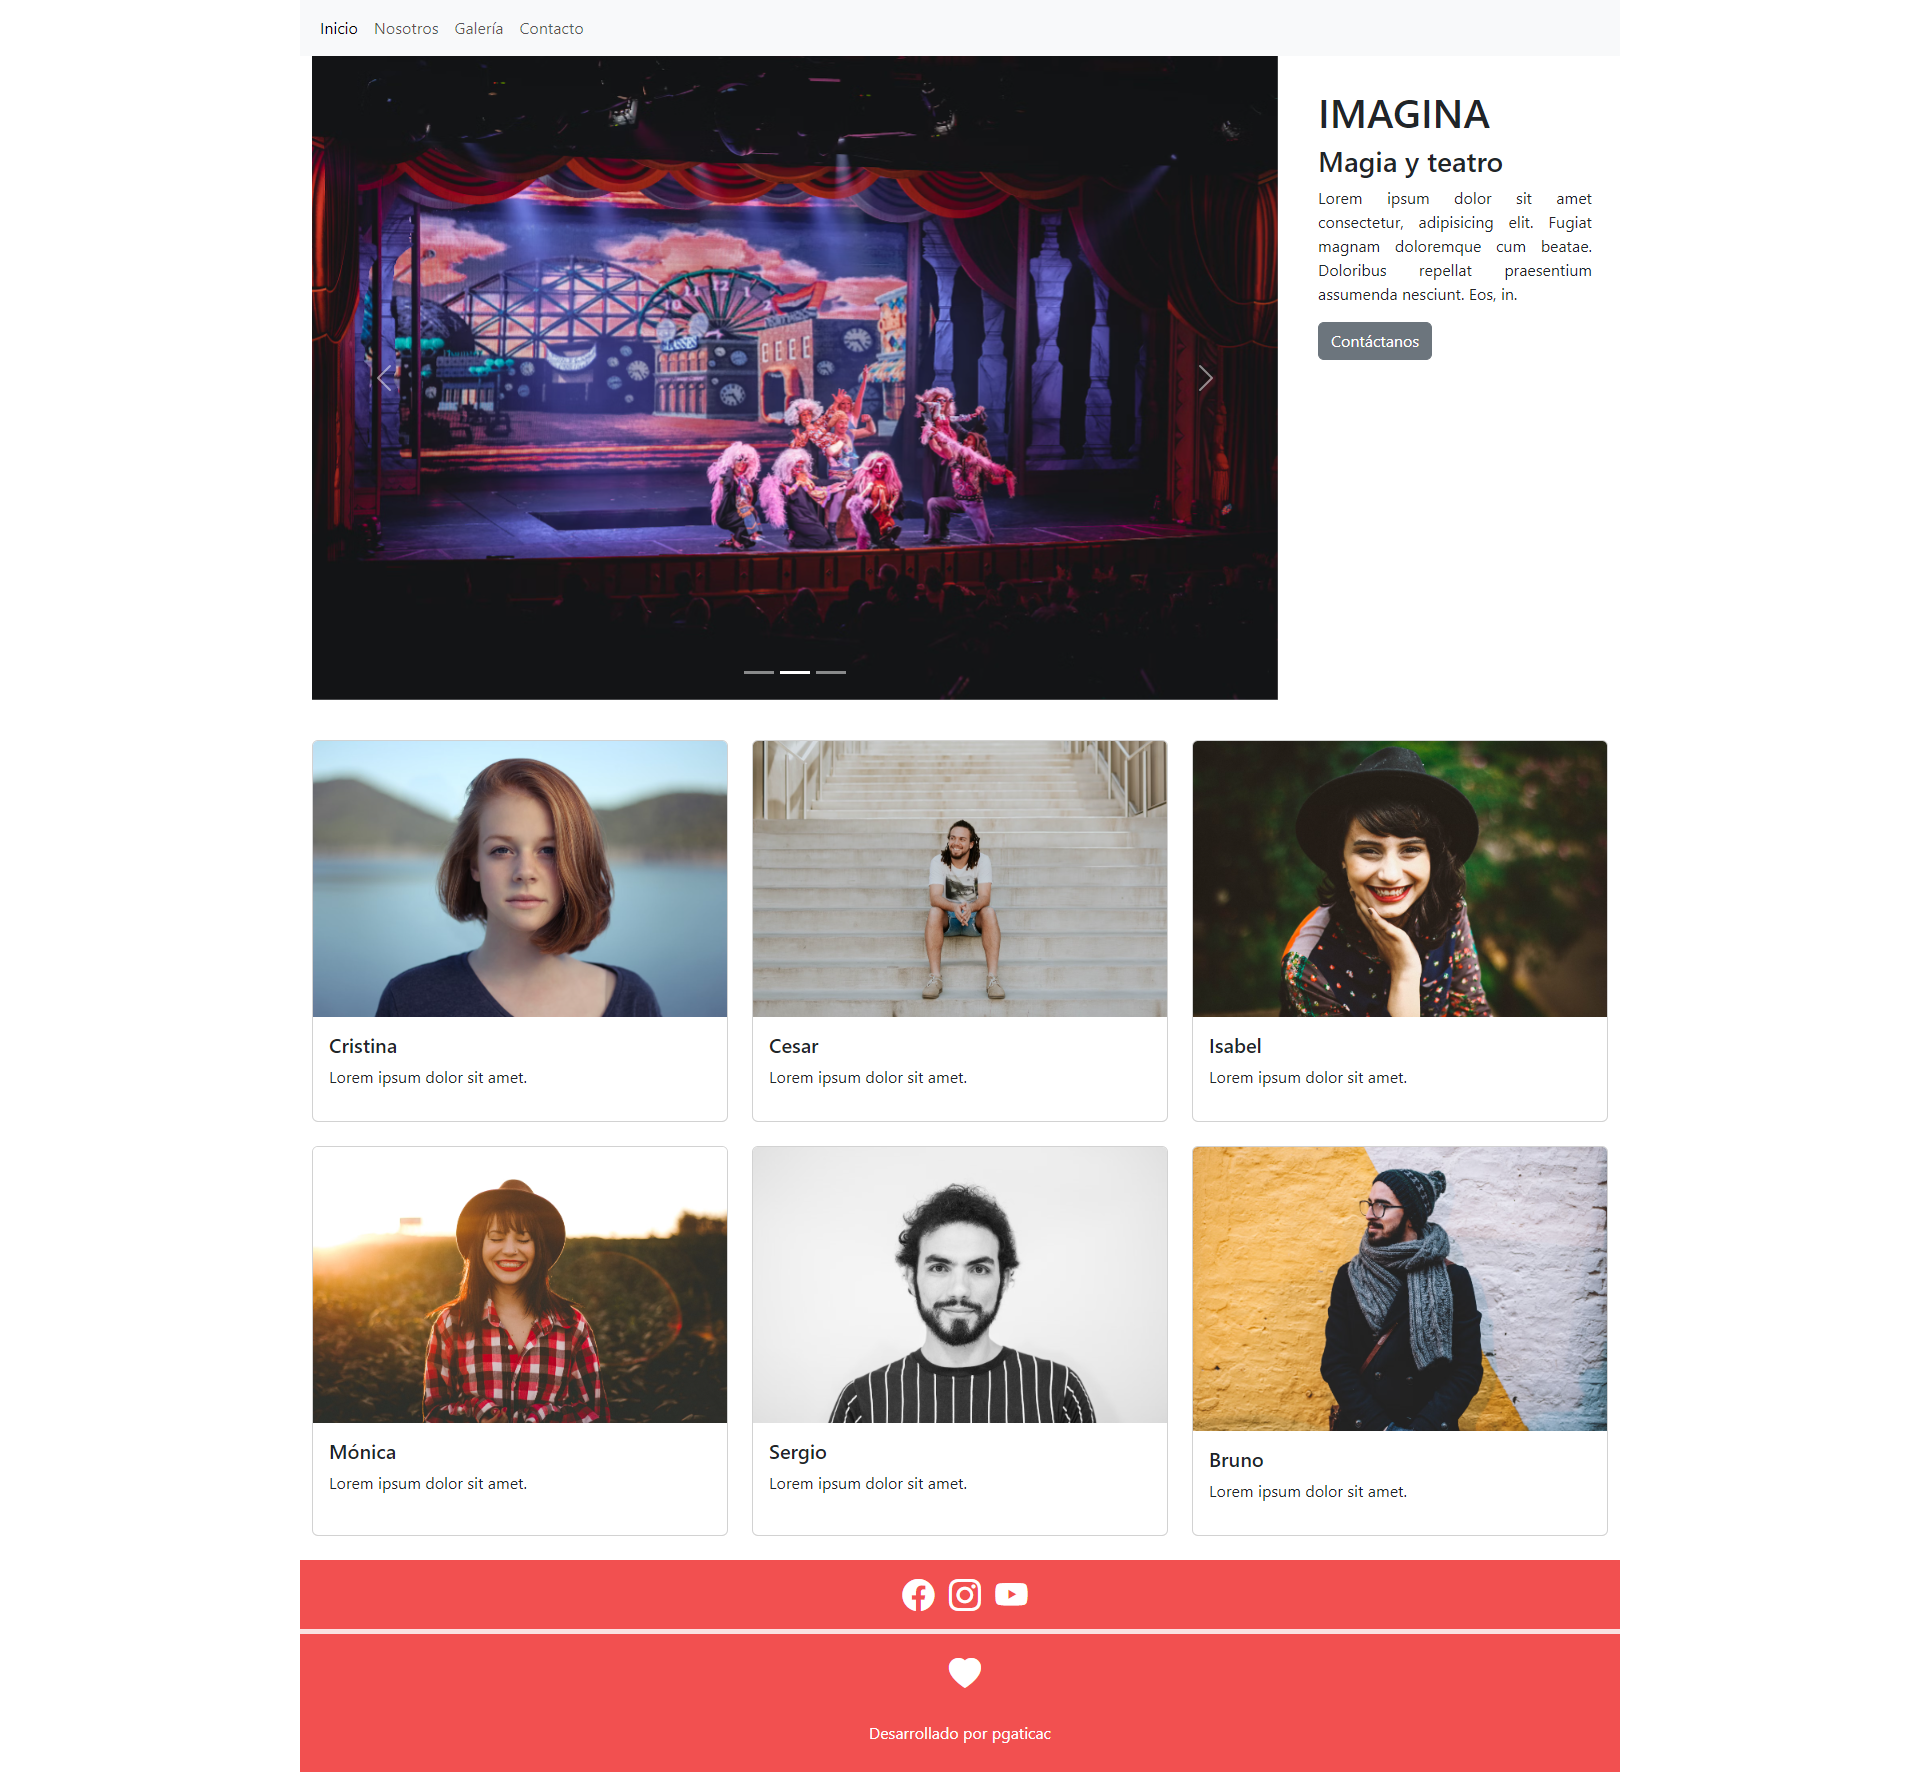 Inicio Nosotros Galería Contacto
IMAGINA
Magia y teatro
Lorem ipsum dolor sit amet
consectetur, adipisicing elit. Fugiat
magnam doloremque cum beatae.
Doloribus repellat praesentium
assumenda nesciunt. Eos, in.
Contáctanos
Cristina
Lorem ipsum dolor sit amet.
Cesar
Lorem ipsum dolor sit amet.
Isabel
Lorem ipsum dolor sit amet.
Mónica
Lorem ipsum dolor sit amet.
Sergio
Lorem ipsum dolor sit amet.
Bruno
Lorem ipsum dolor sit amet.
Desarrollado por pgaticac